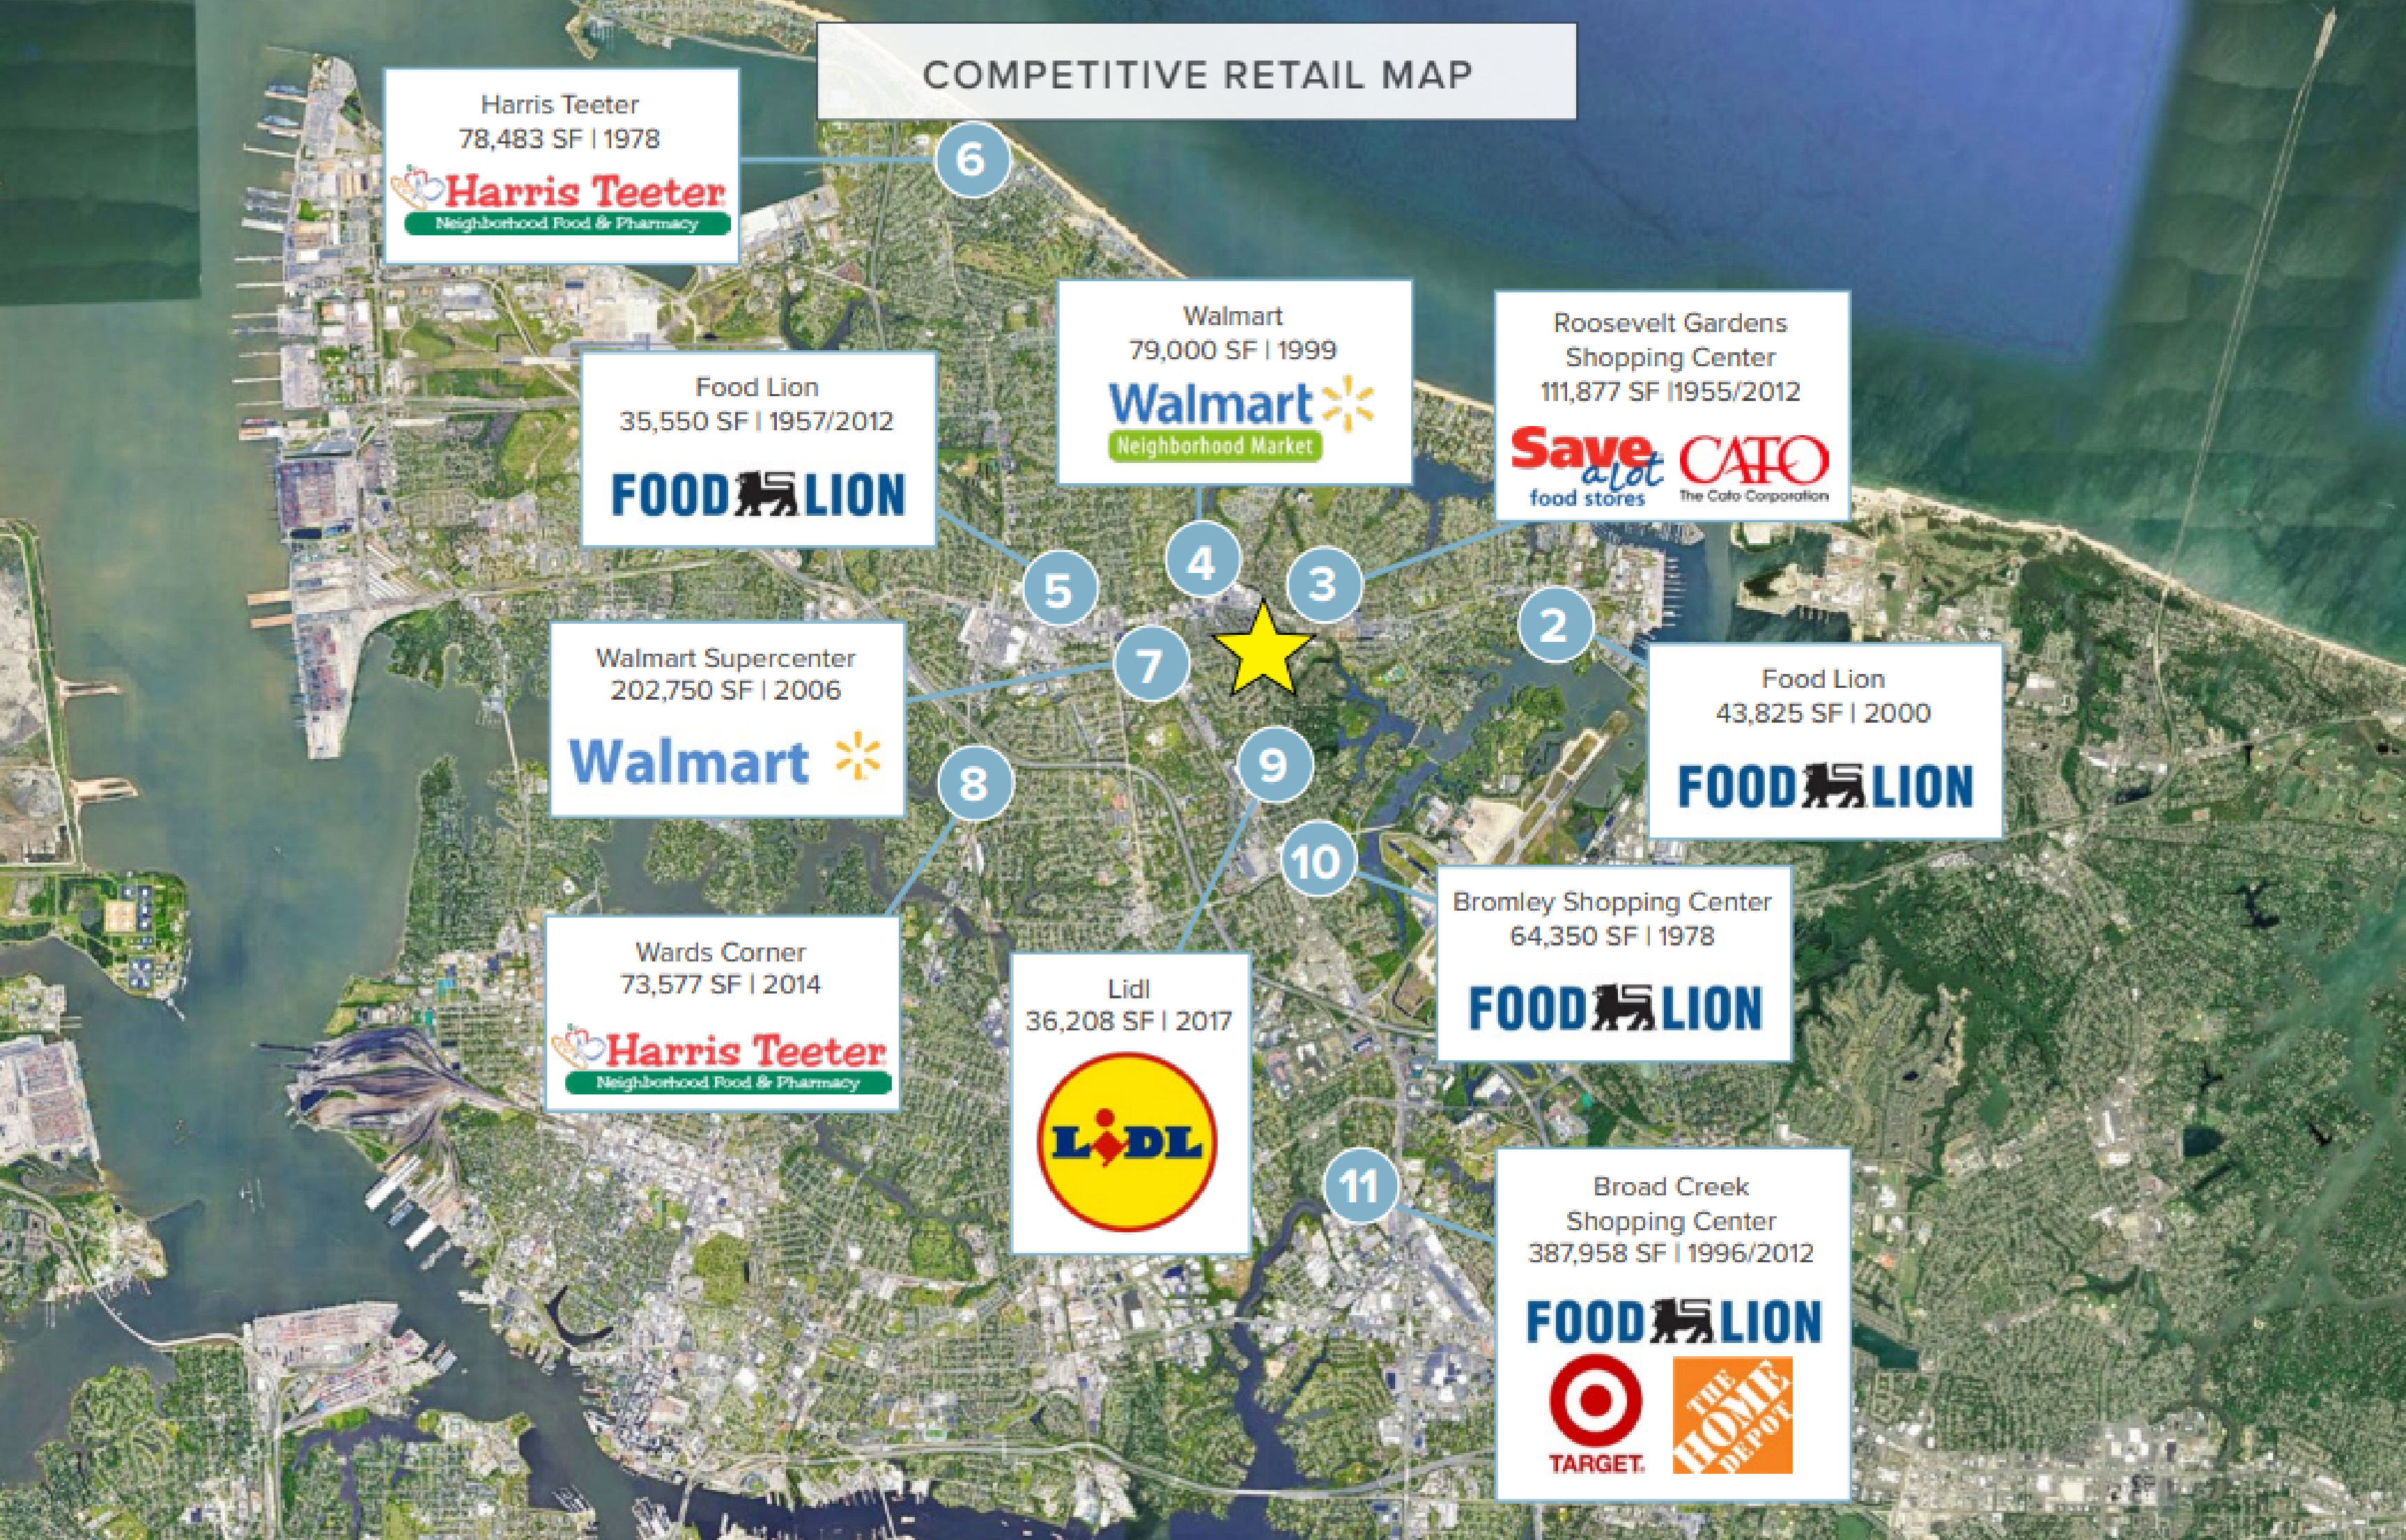 COMPETITIVE RETAIL MAP
Harris Teeter
78,483 SF | 1978
Harris Teeter
Neighborhood Food & Pharmacy
6
Walmart
79,000 SF | 1999
Walmart
Neighborhood Market
4
Roosevelt Gardens
Shopping Center
111,877 SF |1955/2012
Save
a lot
food stores
CATO
The Cato Corporation
3
Food Lion
35,550 SF | 1957/2012
FOOD LION
5
2
Food Lion
43,825 SF | 2000
FOOD LION
Walmart Supercenter
202,750 SF | 2006
Walmart
7
8
Wards Corner
73,577 SF | 2014
Harris Teeter
Neighborhood Food & Pharmacy
9
Lidl
36,208 SF | 2017
LiDL
10
Bromley Shopping Center
64,350 SF | 1978
FOOD LION
11
Broad Creek
Shopping Center
387,958 SF | 1996/2012
FOOD LION
TARGET.
THE
HOME
DEPOT